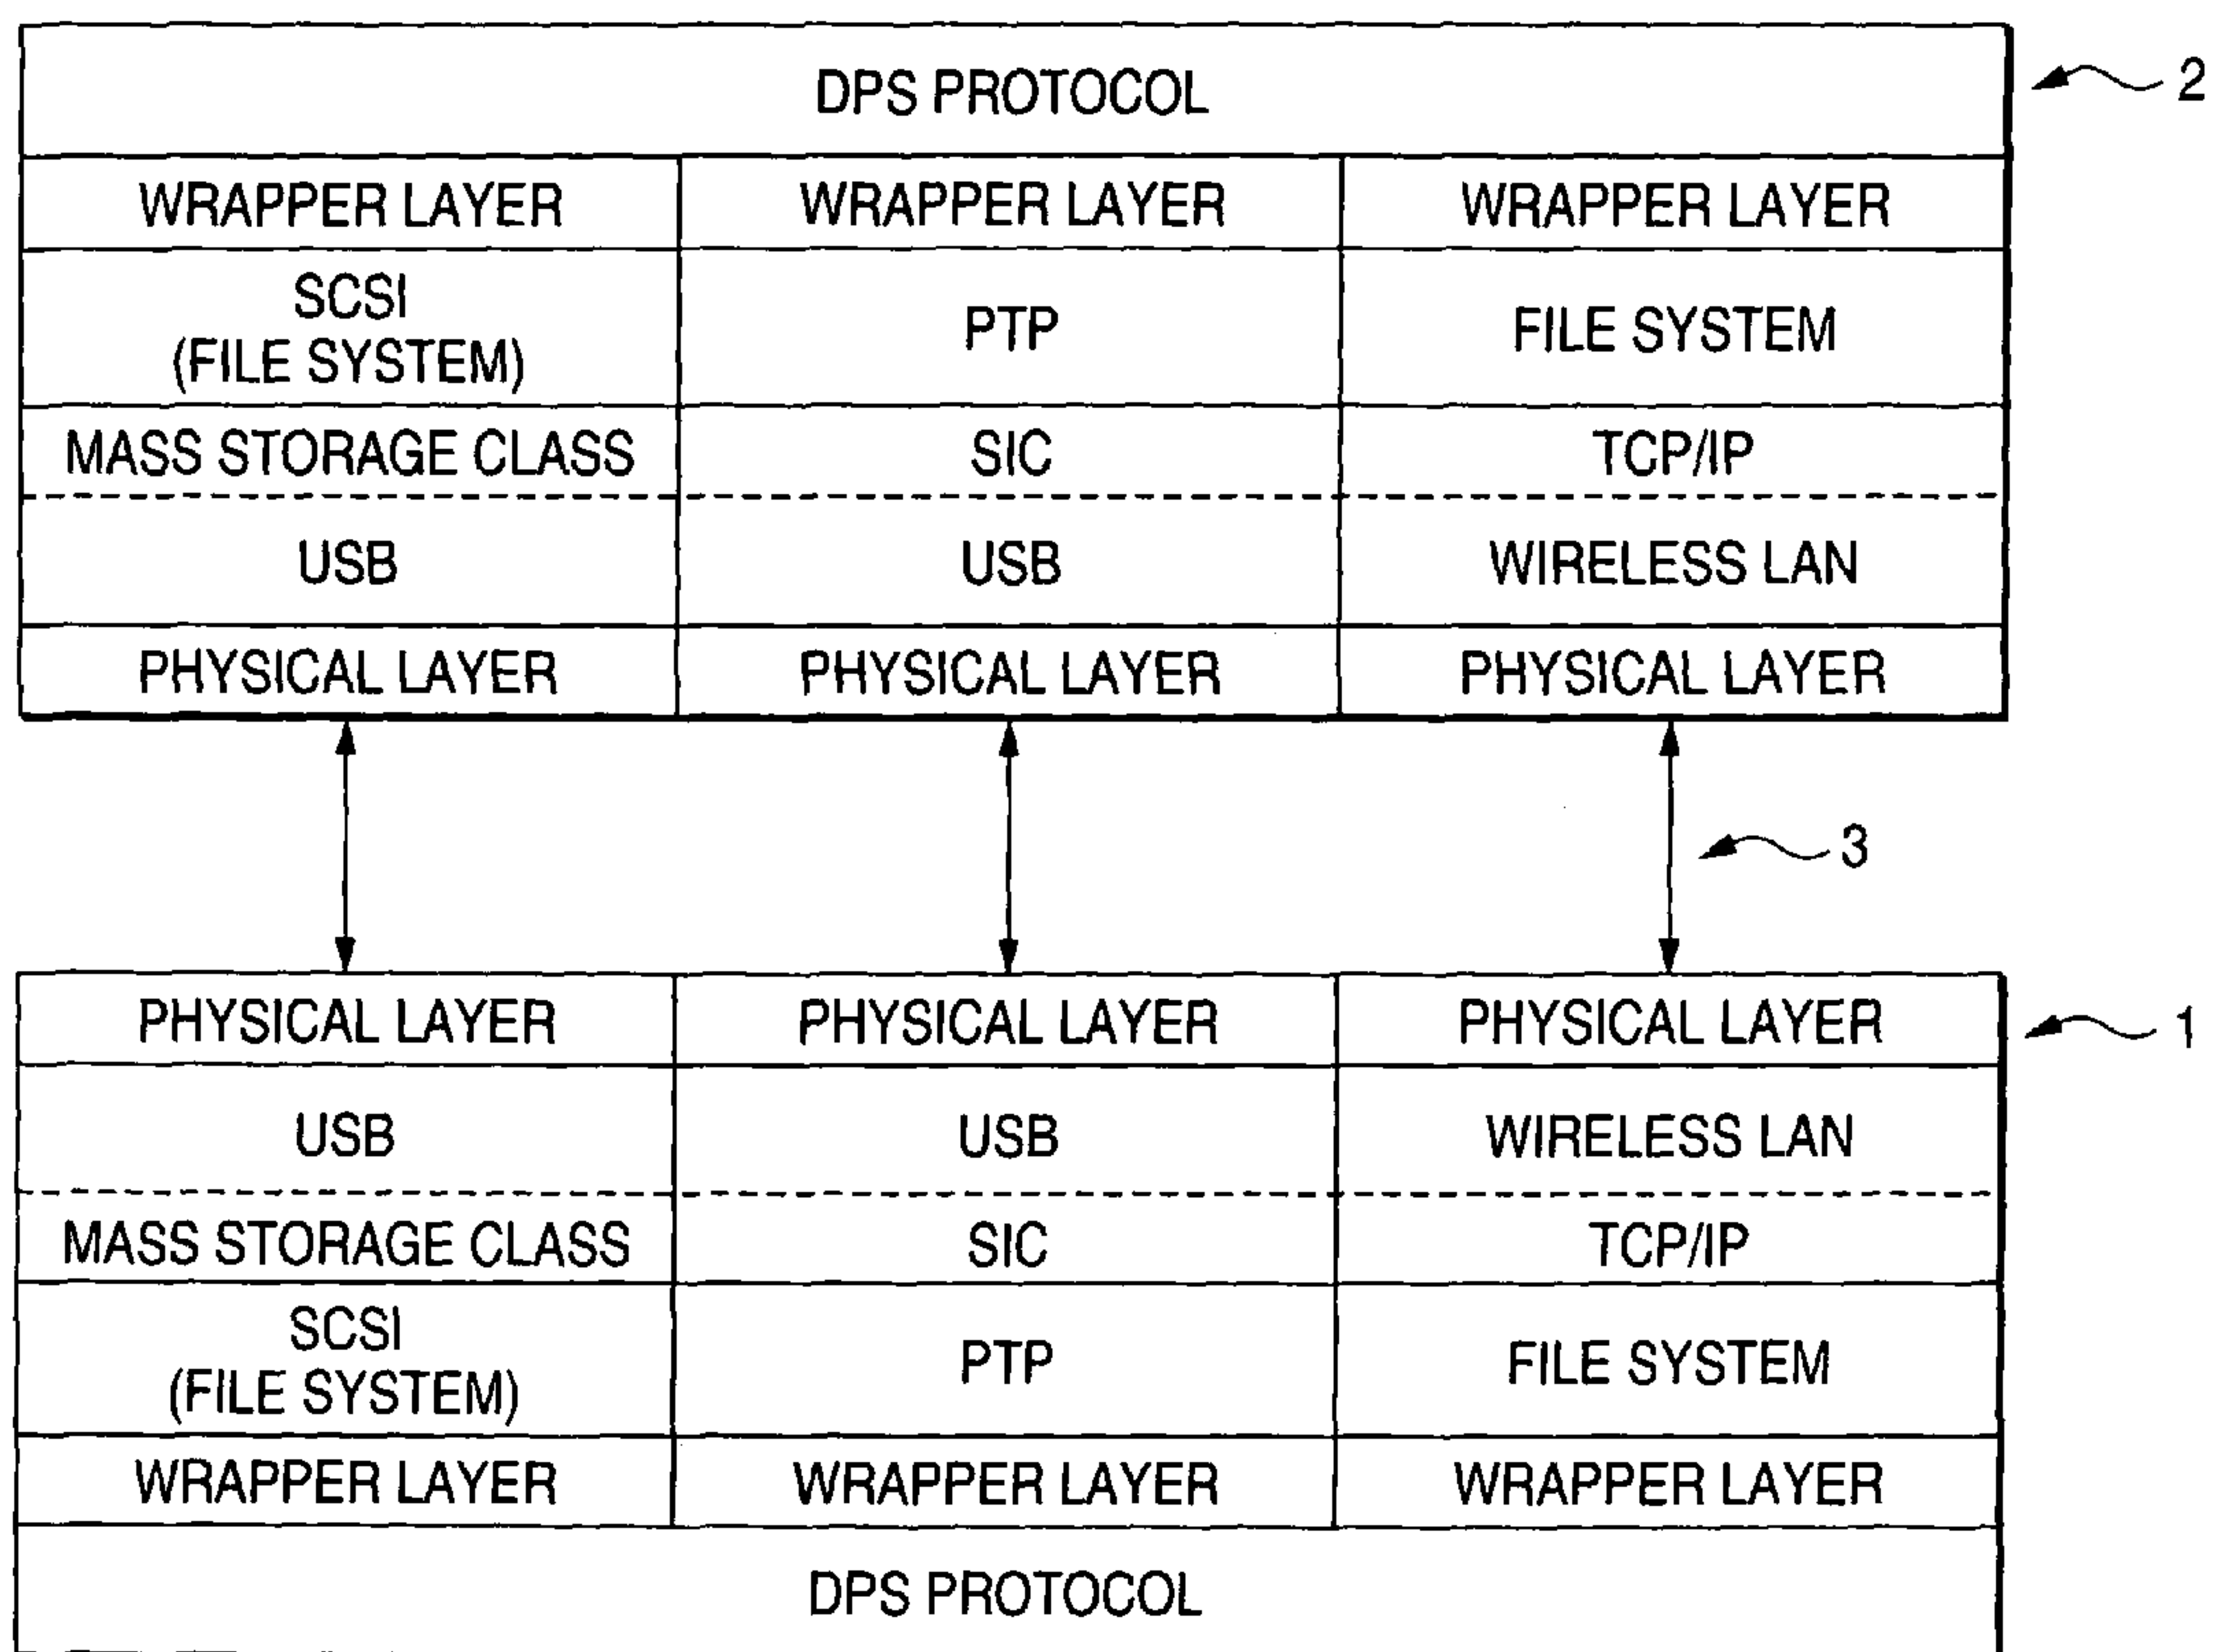 DPS PROTOCOL
2
WRAPPER LAYER
WRAPPER LAYER
WRAPPER LAYER
SCSI
(FILE SYSTEM)
PTP
FILE SYSTEM
MASS STORAGE CLASS
SIC
TCP/IP
USB
USB
WIRELESS LAN
PHYSICAL LAYER
PHYSICAL LAYER
PHYSICAL LAYER
3
PHYSICAL LAYER
PHYSICAL LAYER
PHYSICAL LAYER
1
USB
USB
WIRELESS LAN
MASS STORAGE CLASS
SIC
TCP/IP
SCSI
(FILE SYSTEM)
PTP
FILE SYSTEM
WRAPPER LAYER
WRAPPER LAYER
WRAPPER LAYER
DPS PROTOCOL